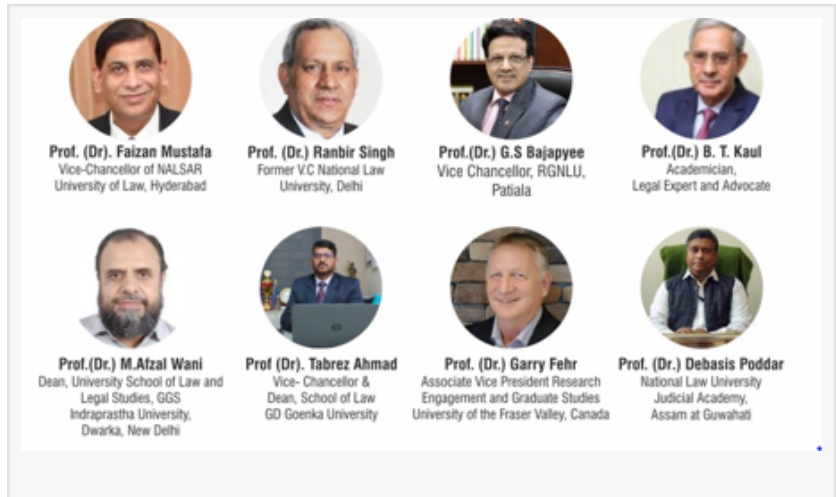 Prof. (Dr). Faizan Mustafa
Vice-Chancellor of NALSAR
University of Law, Hyderabad
Prof. (Dr.) Ranbir Singh
Former V.C National Law
University, Delhi
Prof.(Dr.) G.S Bajapyee
Vice Chancellor, RGNLU,
Patiala
Prof.(Dr.) B. T. Kaul
Academician,
Legal Expert and Advocate
Prof.(Dr.) M.Afzal Wani
Dean, University School of Law and
Legal Studies, GGS
Indraprastha University,
Dwarka, New Delhi
Prof (Dr). Tabrez Ahmad
Vice- Chancellor &
Dean, School of Law
GD Goenka University
Prof. (Dr.) Garry Fehr
Associate Vice President Research
Engagement and Graduate Studies
University of the Fraser Valley, Canada
Prof. (Dr.) Debasis Poddar
National Law University
Judicial Academy,
Assam at Guwahati